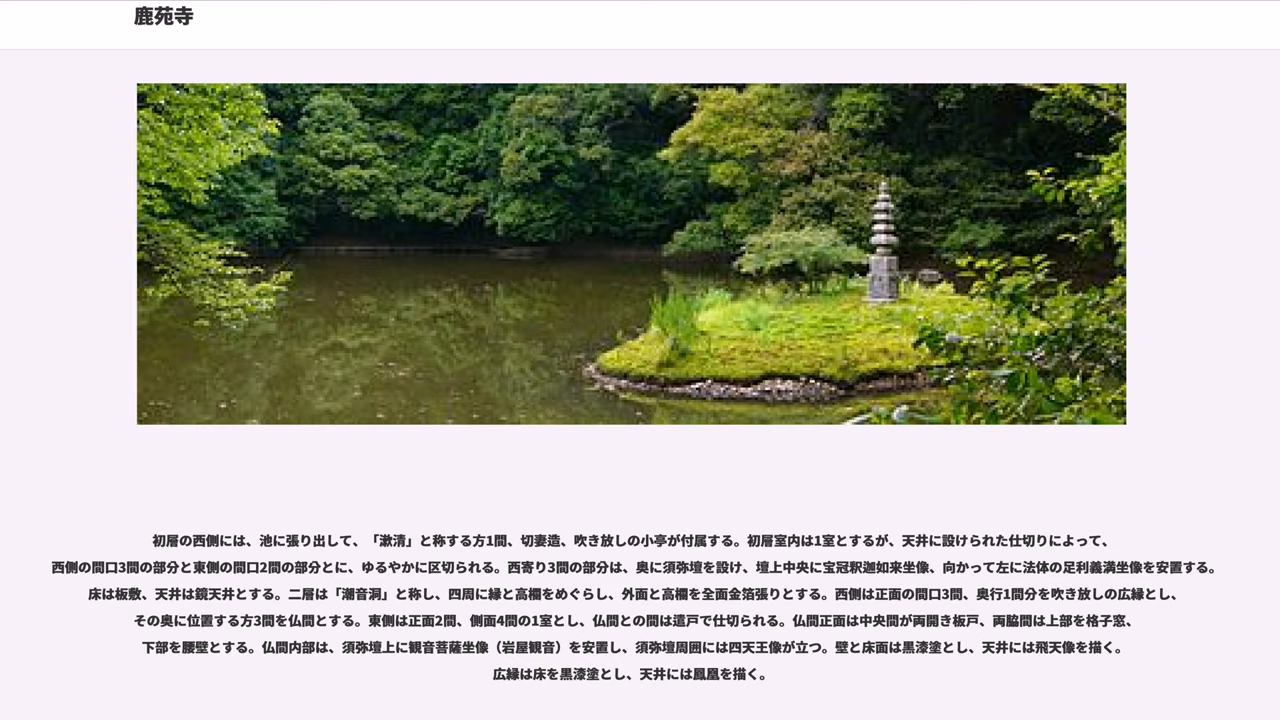 鹿苑寺
初層の西側には、池に張り出して、「漱清」と称する方1間、切妻造、吹き放しの小亭が付属する。初層室内は1室とするが、天井に設けられた仕切りによって、
西側の間口3間の部分と東側の間口2間の部分とに、ゆるやかに区切られる。西寄り3間の部分は、奥に須弥壇を設け、壇上中央に宝冠釈迦如来坐像、向かって左に法体の足利義満坐像を安置する。
床は板敷、天井は鏡天井とする。二層は「潮音洞」と称し、四周に縁と高欄をめぐらし、外面と高欄を全面金箔張りとする。西側は正面の間口3間、奥行1間分を吹き放しの広縁とし、
その奥に位置する方3間を仏間とする。東側は正面2間、側面4間の1室とし、仏間との間は遣戸で仕切られる。仏間正面は中央間が両開き板戸、両脇間は上部を格子窓、
下部を腰壁とする。仏間内部は、須弥壇上に観音菩薩坐像（岩屋観音）を安置し、須弥壇周囲には四天王像が立つ。壁と床面は黒漆塗とし、天井には飛天像を描く。
広縁は床を黒漆塗とし、天井には鳳凰を描く。